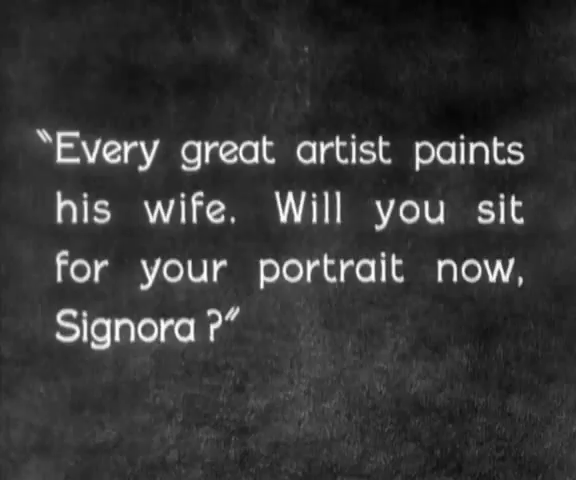 "Every great artist paints
his wife. Will you sit
for your portrait now,
Signora?"